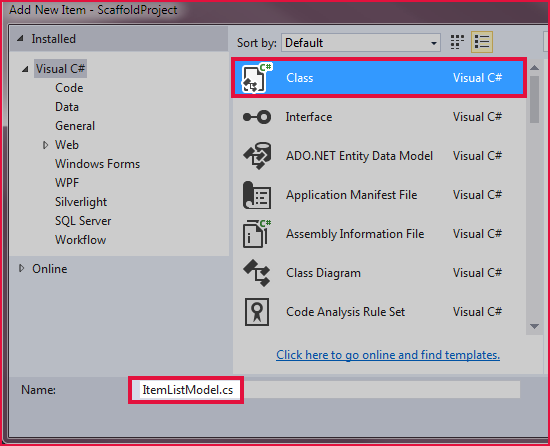 Add New Item - ScaffoldProject
Installed
Sort by: Default
Visual C#
Code
Data
General
Web
Windows Forms
WPF
Silverlight
SQL Server
Workflow
Online
C# Class Visual C#
Interface Visual C#
ADO.NET Entity Data Model Visual C#
Application Manifest File Visual C#
C# Assembly Information File Visual C#
Class Diagram Visual C#
Code Analysis Rule Set Visual C#
Click here to go online and find templates.
Name: ItemListModel.cs